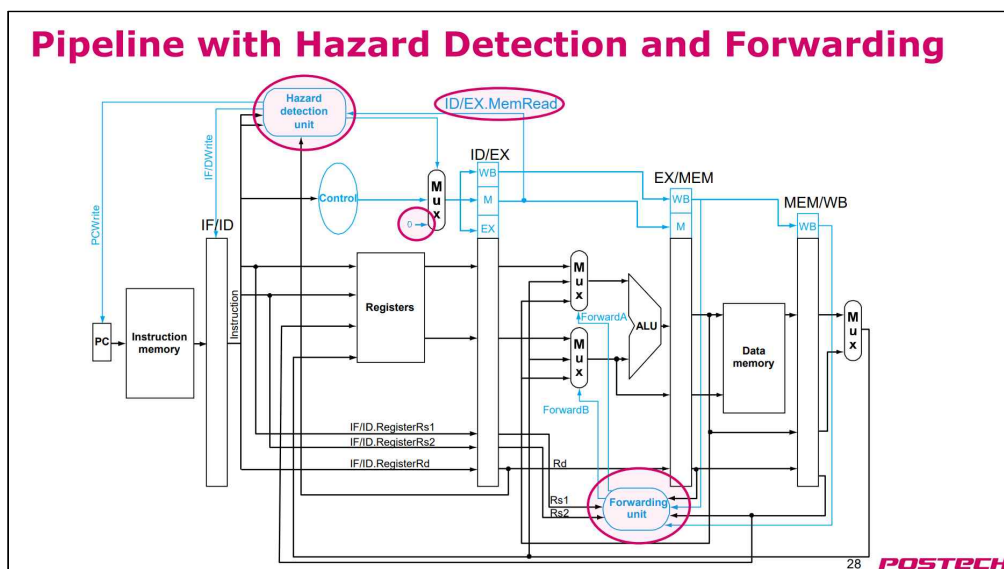 Pipeline with Hazard Detection and Forwarding
Hazard
detection
unit
ID/EX.MemRead
IF/DWrite
PCWrite
ID/EX
WB
M
EX
Control
M
u
x
0
EX/MEM
WB
M
MEM/WB
WB
IF/ID
Instruction
PC
Instruction
memory
Registers
M
u
x
ForwardA
M
u
x
ForwardB
ALU
Data
memory
M
u
x
IF/ID.RegisterRs1
IF/ID.RegisterRs2
IF/ID.RegisterRd
Rd
Rs1
Rs2
Forwarding
unit
28
POSTECH